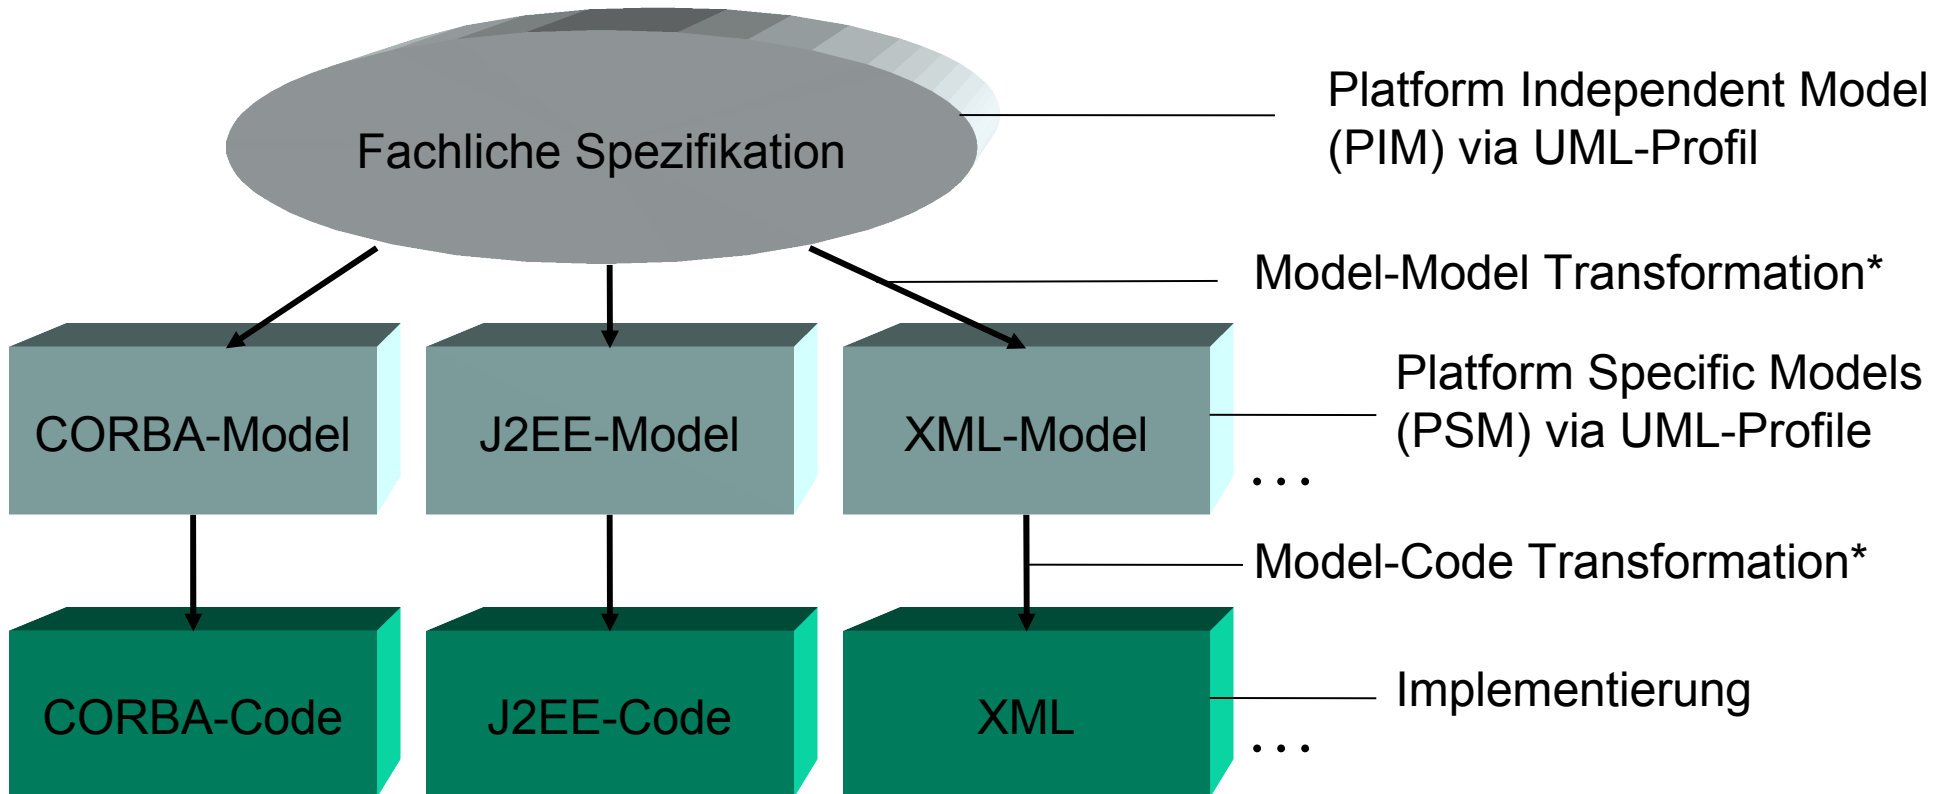 Platform Independent Model
(PIM) via UML-Profil
Fachliche Spezifikation
Model-Model Transformation*
Platform Specific Models
(PSM) via UML-Profile
CORBA-Model
J2EE-Model
XML-Model
...
Model-Code Transformation*
Implementierung
CORBA-Code
J2EE-Code
XML
...